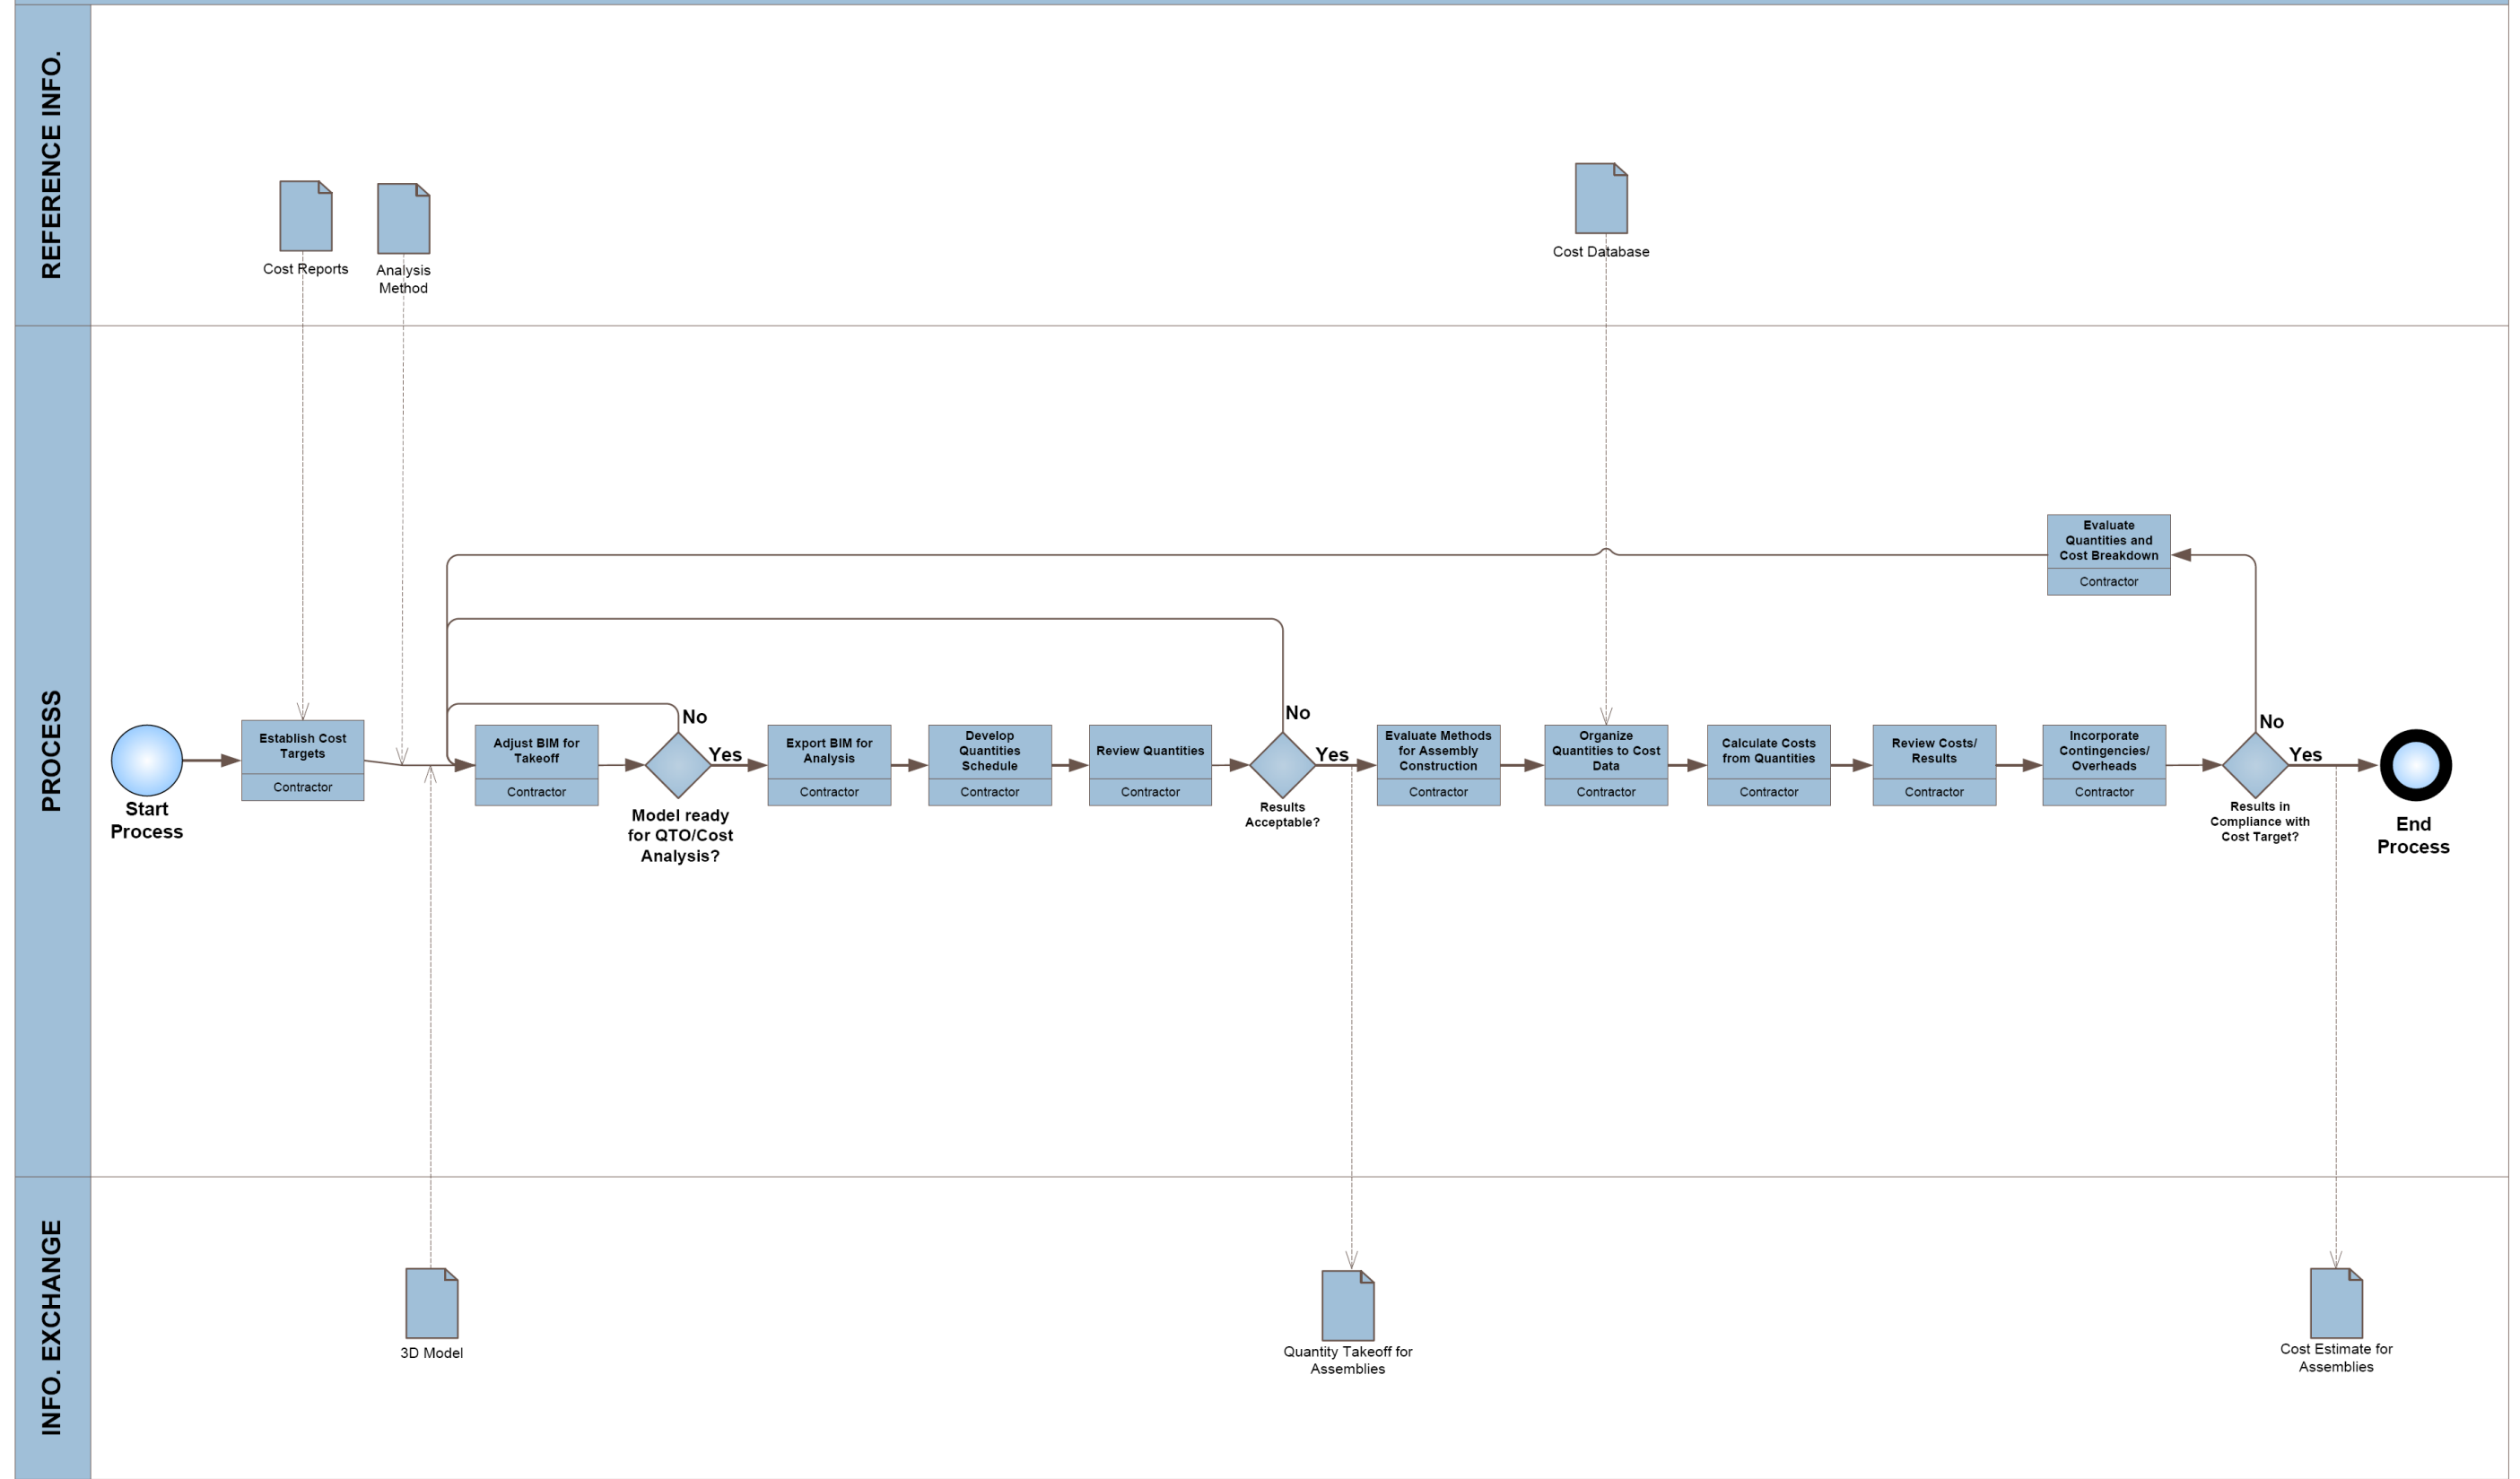 REFERENCE INFO.
Cost Reports
Analysis
Method
Cost Database
PROCESS
Start
Process
Establish Cost
Targets
Contractor
Adjust BIM for
Takeoff
Contractor
No
Yes
Model ready
for QTO/Cost
Analysis?
Export BIM for
Analysis
Contractor
Develop
Quantities
Schedule
Contractor
Review Quantities
Contractor
No
Yes
Results
Acceptable?
Evaluate Methods
for Assembly
Construction
Contractor
Organize
Quantities to Cost
Data
Contractor
Calculate Costs
from Quantities
Contractor
Review Costs/
Results
Contractor
Incorporate
Contingencies/
Overheads
Contractor
Evaluate
Quantities and
Cost Breakdown
Contractor
No
Yes
Results in
Compliance with
Cost Target?
End
Process
INFO. EXCHANGE
3D Model
Quantity Takeoff for
Assemblies
Cost Estimate for
Assemblies